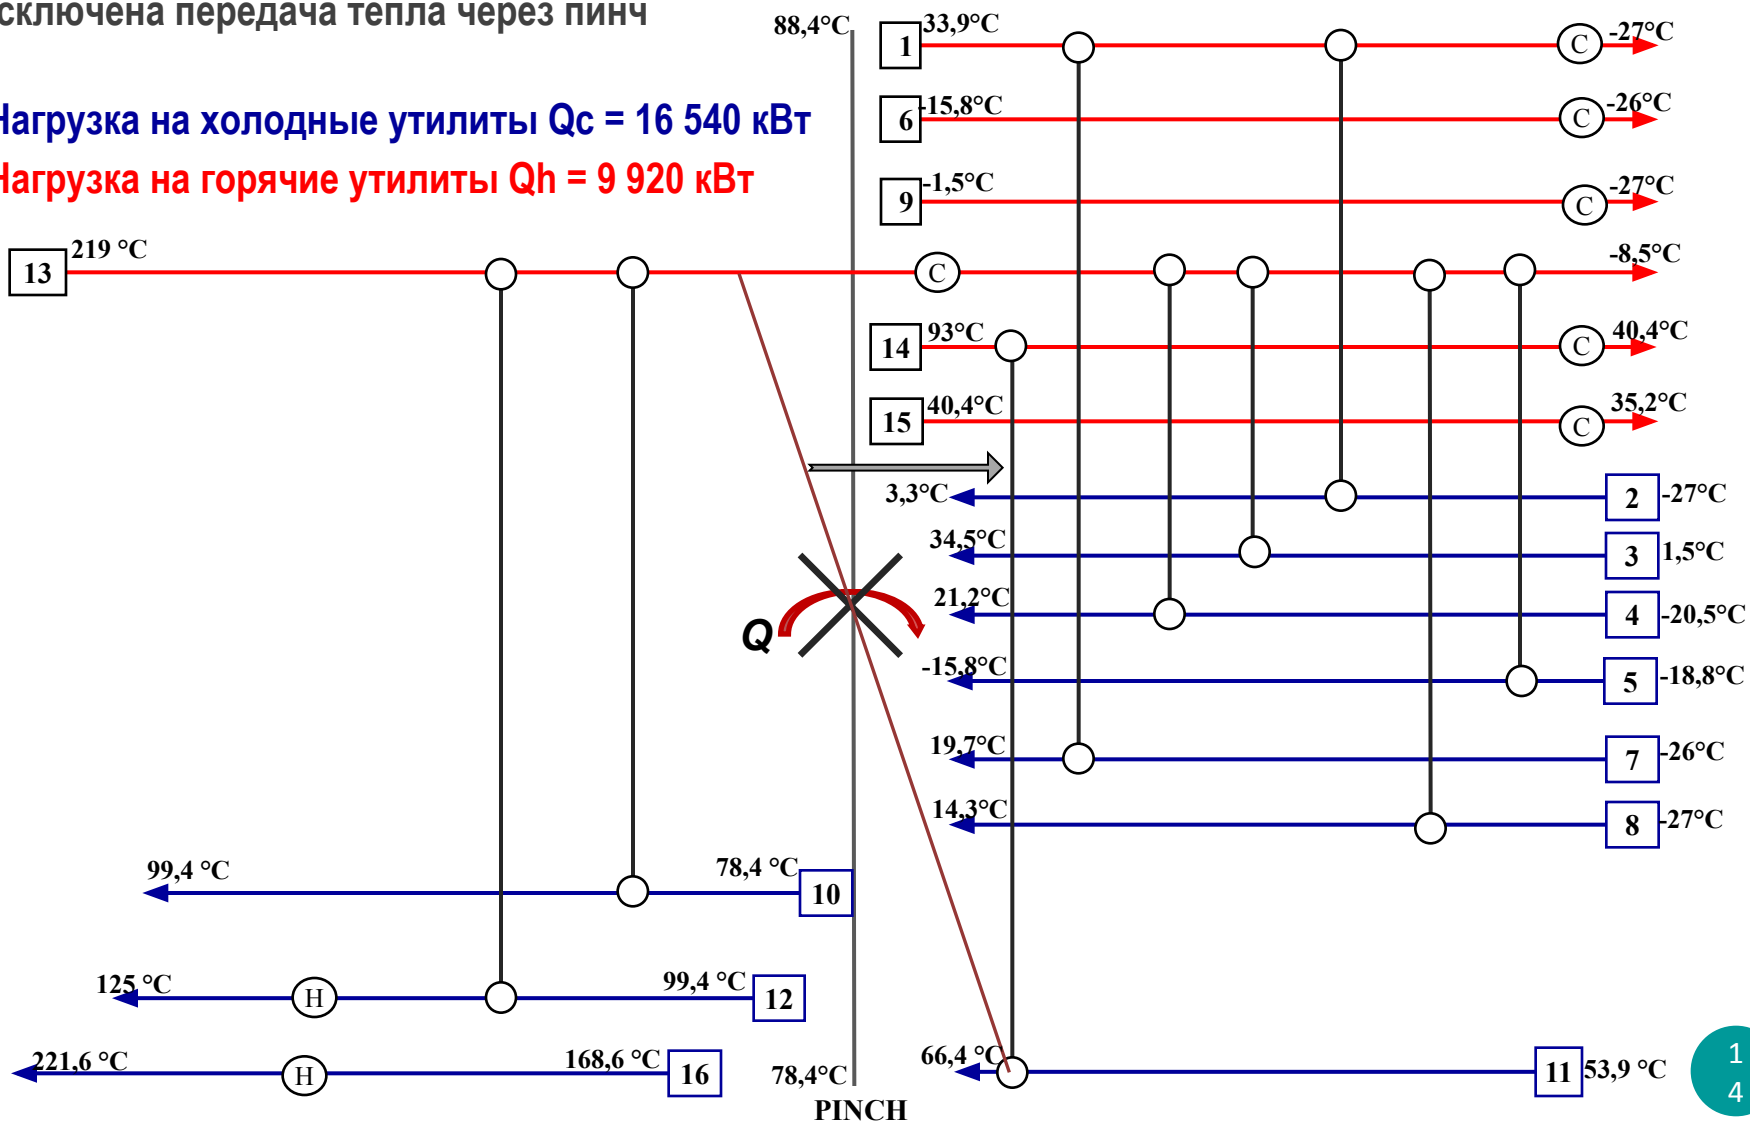 сключена передача тепла через пинч
Нагрузка на холодные утилиты Qc = 16 540 кВт
Нагрузка на горячие утилиты Qh = 9 920 кВт
88,4°C
1 33,9°C C -27°C
6 -15,8°C C -26°C
9 -1,5°C C -27°C
13 219 °C C -8,5°C
14 93°C C 40,4°C
15 40,4°C C 35,2°C
3,3°C 2 -27°C
34,5°C 3 1,5°C
21,2°C 4 -20,5°C
Q
-15,8°C 5 -18,8°C
19,7°C 7 -26°C
14,3°C 8 -27°C
99,4 °C 78,4 °C 10
125 °C H 99,4 °C 12
221,6 °C H 168,6 °C 16
66,4 °C 11 53,9 °C
78,4°C
PINCH
1
4